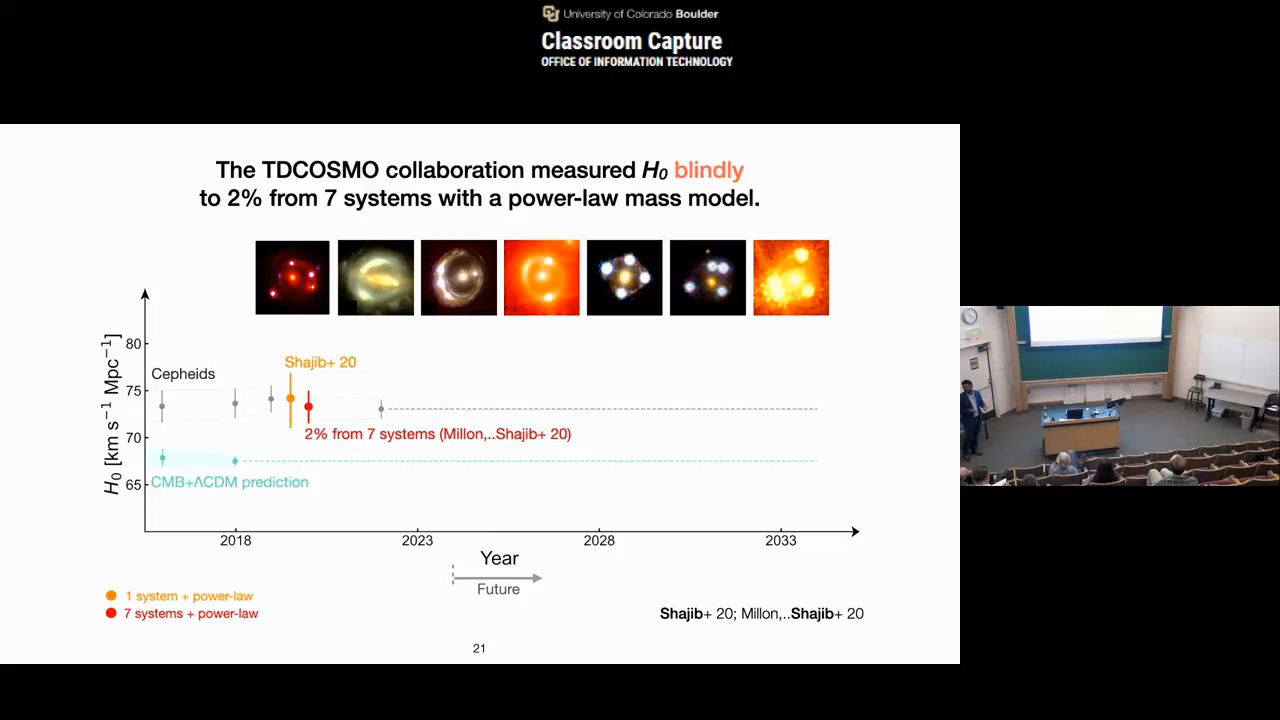 University of Colorado Boulder
Classroom Capture
OFFICE OF INFORMATION TECHNOLOGY
The TDCOSMO collaboration measured H₀ blindly
to 2% from 7 systems with a power-law mass model.
H₀ [km s⁻¹ Mpc⁻¹]
80
75
70
65
Cepheids
Shajib+ 20
2% from 7 systems (Millon,..Shajib+ 20)
CMB+ΛCDM prediction
2018
2023
2028
2033
Year
Future
1 system + power-law
7 systems + power-law
Shajib+ 20; Millon,..Shajib+ 20
21